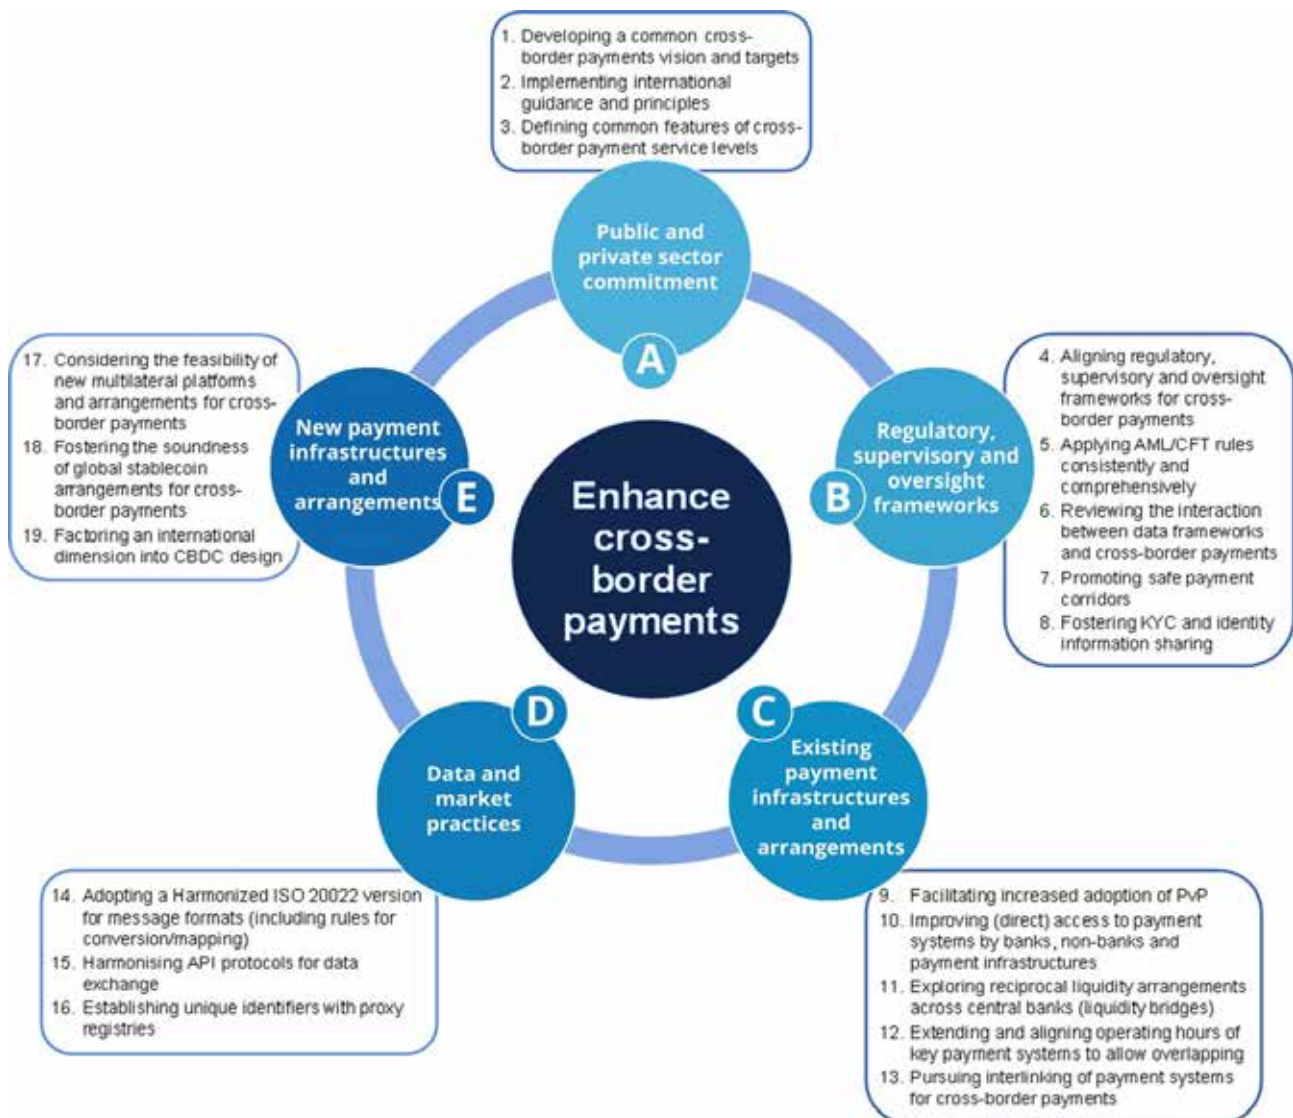 1. Developing a common cross-
border payments vision and targets
2. Implementing international
guidance and principles
3. Defining common features of cross-
border payment service levels
Public and
private sector
commitment
A
17. Considering the feasibility of
new multilateral platforms
and arrangements for cross-
border payments
18. Fostering the soundness
of global stablecoin
arrangements for cross-
border payments
19. Factoring an international
dimension into CBDC design
New payment
infrastructures
and
arrangements
E
Enhance
cross-
border
payments
Regulatory,
supervisory and
oversight
frameworks
B
4. Aligning regulatory,
supervisory and oversight
frameworks for cross-
border payments
5. Applying AML/CFT rules
consistently and
comprehensively
6. Reviewing the interaction
between data frameworks
and cross-border payments
7. Promoting safe payment
corridors
8. Fostering KYC and identity
information sharing
D
Data and
market
practices
C
Existing
payment
infrastructures
and
arrangements
14. Adopting a Harmonized ISO 20022 version
for message formats (including rules for
conversion/mapping)
15. Harmonising API protocols for data
exchange
16. Establishing unique identifiers with proxy
registries
9. Facilitating increased adoption of PvP
10. Improving (direct) access to payment
systems by banks, non-banks and
payment infrastructures
11. Exploring reciprocal liquidity arrangements
across central banks (liquidity bridges)
12. Extending and aligning operating hours of
key payment systems to allow overlapping
13. Pursuing interlinking of payment systems
for cross-border payments